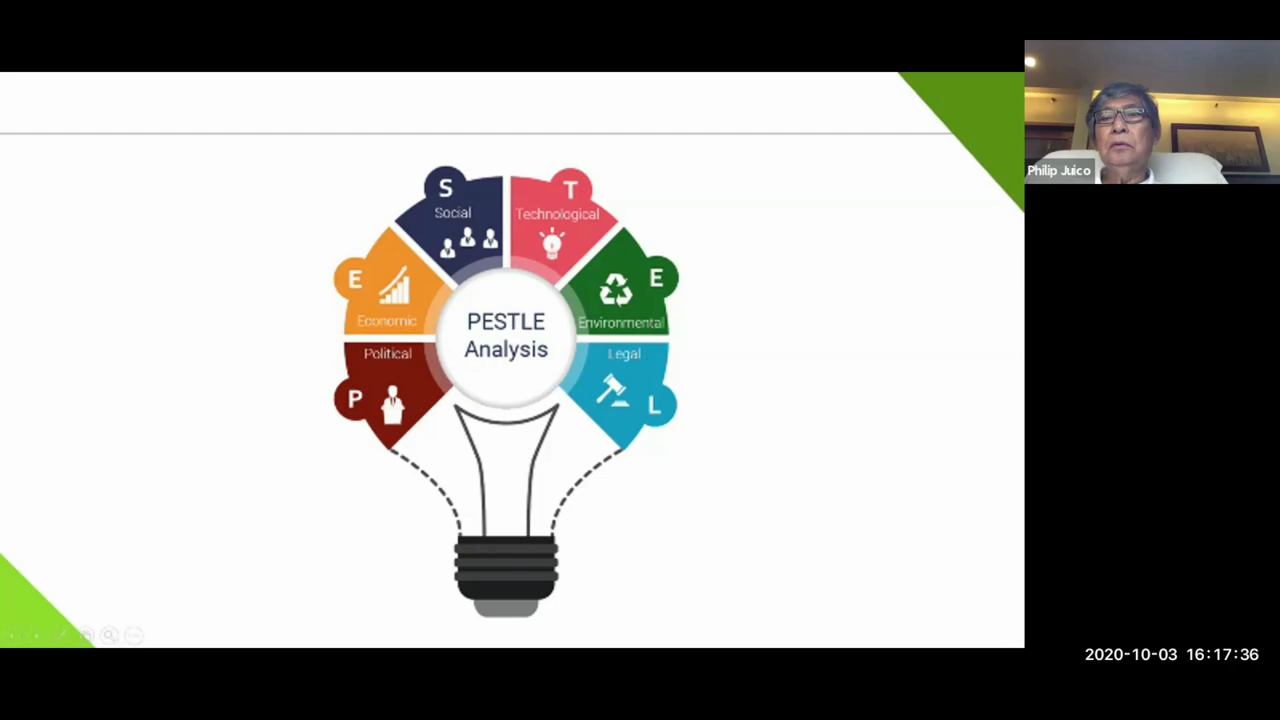 S
Social
T
Technological
E
Economic
E
Environmental
PESTLE
Analysis
Political
P
Legal
L
Philip Juico
2020-10-03 16:17:36